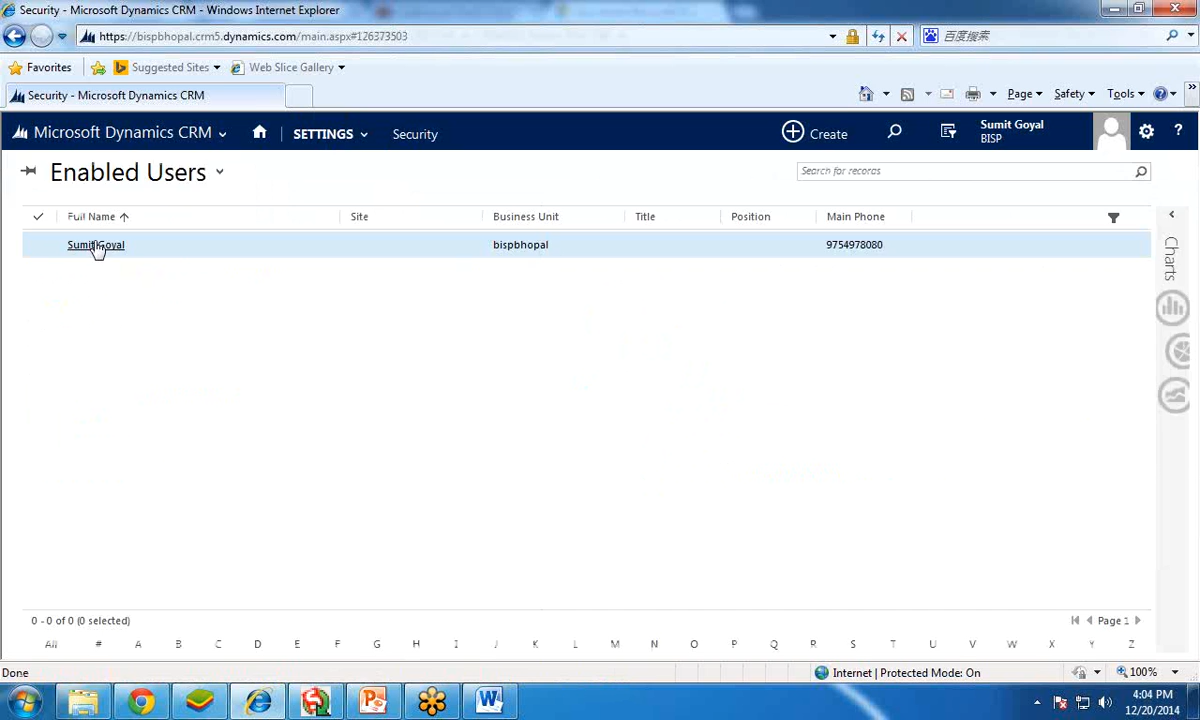 Security - Microsoft Dynamics CRM - Windows Internet Explorer
https://bispbhopal.crm5.dynamics.com/main.aspx#126373503
百度搜索
Favorites
Suggested Sites
Web Slice Gallery
Security - Microsoft Dynamics CRM
Page
Safety
Tools
Microsoft Dynamics CRM
SETTINGS
Security
Create
Sumit Goyal
BISP
?
Enabled Users
Search for records
Full Name
Site
Business Unit
Title
Position
Main Phone
Sumit Goyal
bispbhopal
9754978080
Charts
0 - 0 of 0 (0 selected)
Page 1
All # A B C D E F G H I J K L M N O P Q R S T U V W X Y Z
Done
Internet | Protected Mode: On
100%
4:04 PM
12/20/2014